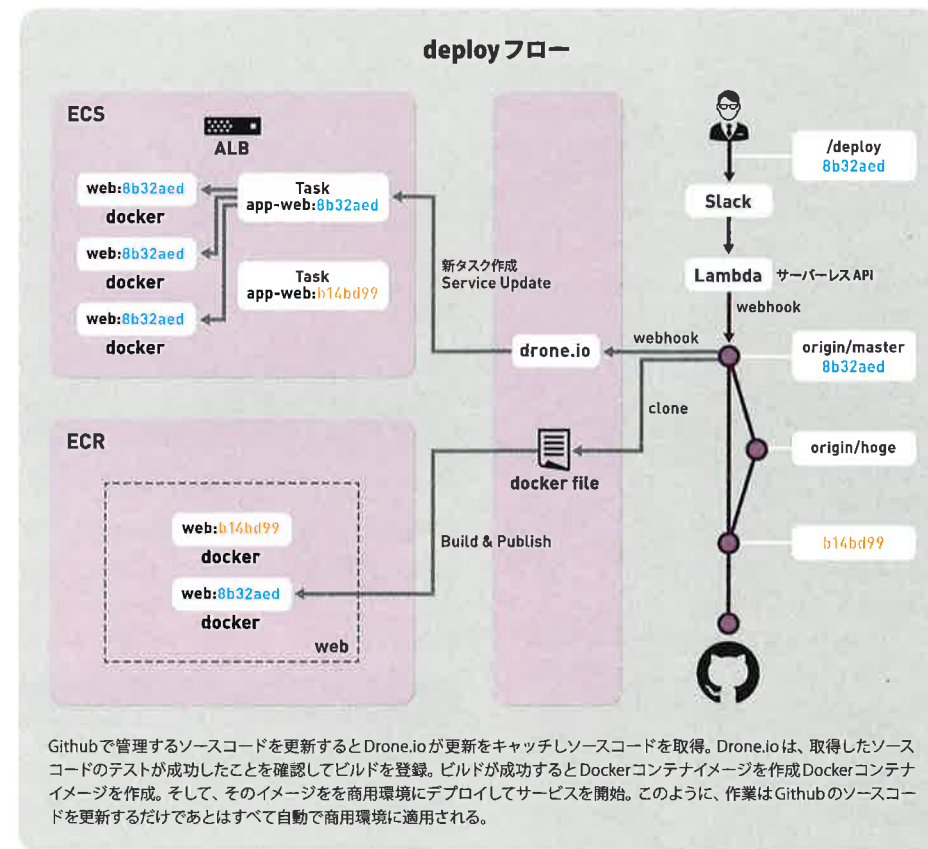 deployフロー
ECS
ALB
web:8b32aed
docker
web:8b32aed
docker
web:8b32aed
docker
Task
app-web:8b32aed
Task
app-web:b14bd99
新タスク作成
Service Update
drone.io
webhook
clone
docker file
Build & Publish
ECR
web:b14bd99
docker
web:8b32aed
docker
web
/deploy
8b32aed
Slack
Lambda
サーバーレスAPI
webhook
origin/master
8b32aed
origin/hoge
b14bd99
Githubで管理するソースコードを更新するとDrone.ioが更新をキャッチしソースコードを取得。Drone.ioは、取得したソース
コードのテストが成功したことを確認してビルドを登録。ビルドが成功するとDockerコンテナイメージを作成Dockerコンテナ
イメージを作成。そして、そのイメージをを商用環境にデプロイしてサービスを開始。このように、作業はGithubのソースコー
ドを更新するだけであとはすべて自動で商用環境に適用される。